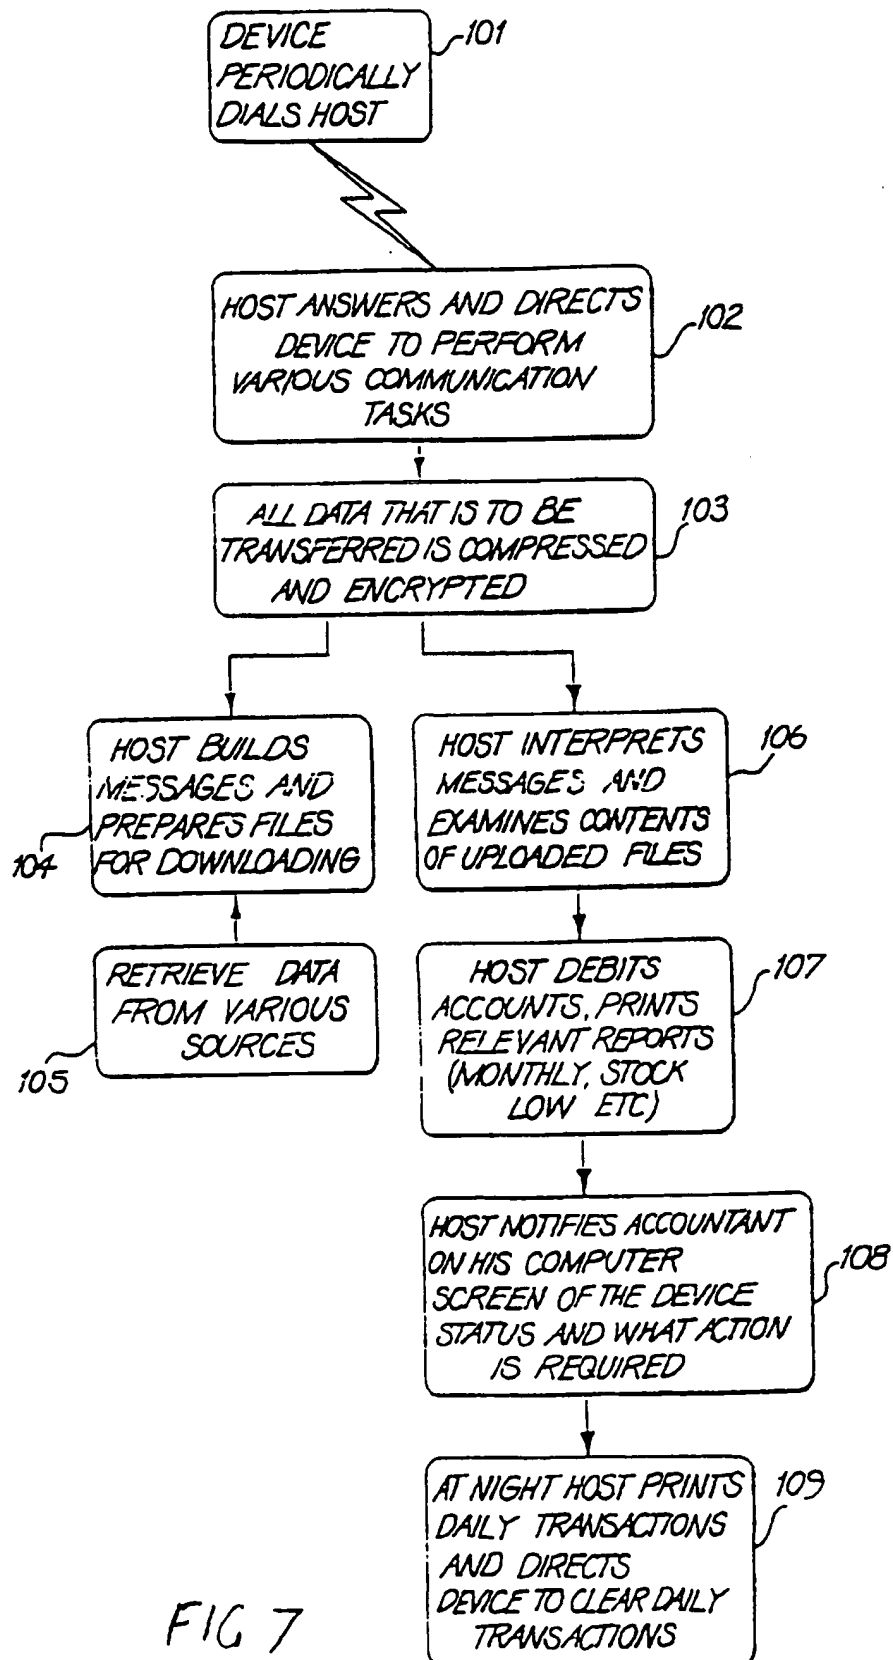 DEVICE
PERIODICALLY
DIALS HOST
101
HOST ANSWERS AND DIRECTS
DEVICE TO PERFORM
VARIOUS COMMUNICATION
TASKS
102
ALL DATA THAT IS TO BE
TRANSFERRED IS COMPRESSED
AND ENCRYPTED
103
HOST BUILDS
MESSAGES AND
PREPARES FILES
FOR DOWNLOADING
104
RETRIEVE DATA
FROM VARIOUS
SOURCES
105
HOST INTERPRETS
MESSAGES AND
EXAMINES CONTENTS
OF UPLOADED FILES
106
HOST DEBITS
ACCOUNTS, PRINTS
RELEVANT REPORTS
(MONTHLY, STOCK
LOW ETC)
107
HOST NOTIFIES ACCOUNTANT
ON HIS COMPUTER
SCREEN OF THE DEVICE
STATUS AND WHAT ACTION
IS REQUIRED
108
AT NIGHT HOST PRINTS
DAILY TRANSACTIONS
AND DIRECTS
DEVICE TO CLEAR DAILY
TRANSACTIONS
109
FIG 7